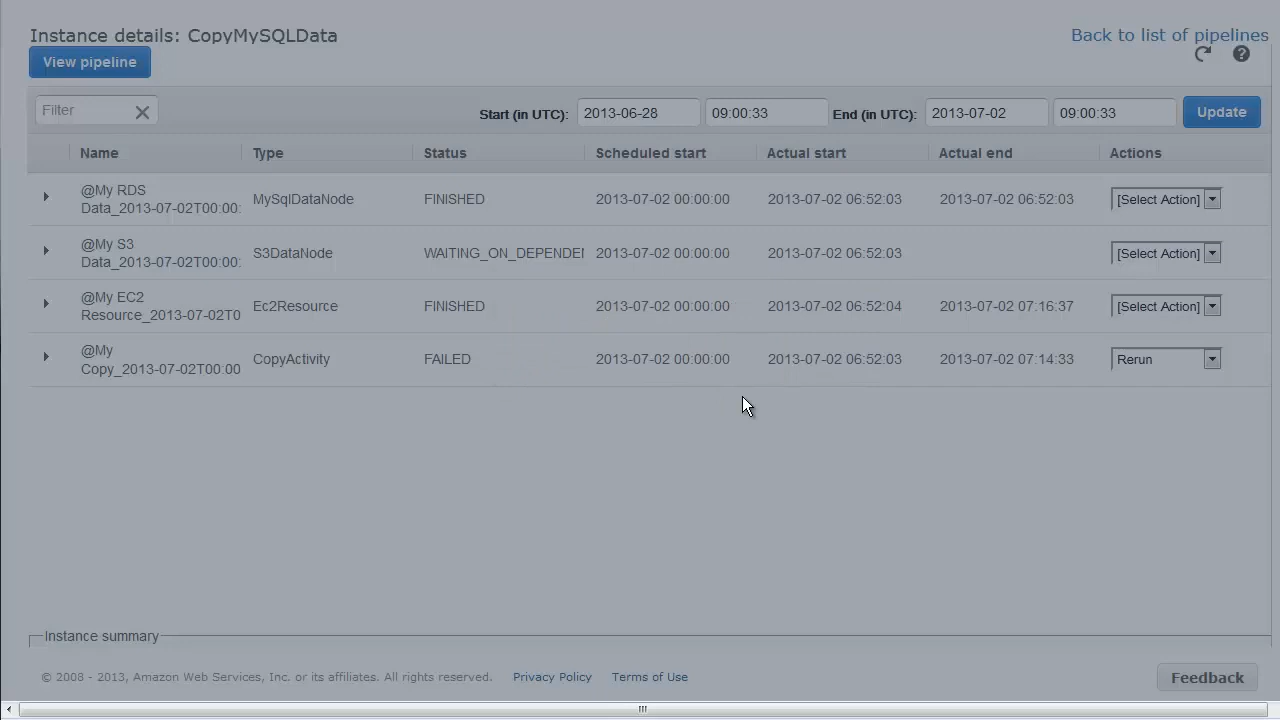 Instance details: CopyMySQLData
Back to list of pipelines
View pipeline
Filter
Start (in UTC): 2013-06-28 09:00:33 End (in UTC): 2013-07-02 09:00:33 Update
Name Type Status Scheduled start Actual start Actual end Actions
@My RDS
Data_2013-07-02T00:00: MySqlDataNode FINISHED 2013-07-02 00:00:00 2013-07-02 06:52:03 2013-07-02 06:52:03 [Select Action]
@My S3
Data_2013-07-02T00:00: S3DataNode WAITING_ON_DEPENDEN 2013-07-02 00:00:00 2013-07-02 06:52:03 [Select Action]
@My EC2
Resource_2013-07-02T0 Ec2Resource FINISHED 2013-07-02 00:00:00 2013-07-02 06:52:04 2013-07-02 07:16:37 [Select Action]
@My
Copy_2013-07-02T00:00 CopyActivity FAILED 2013-07-02 00:00:00 2013-07-02 06:52:03 2013-07-02 07:14:33 Rerun
Instance summary
© 2008 - 2013, Amazon Web Services, Inc. or its affiliates. All rights reserved. Privacy Policy Terms of Use
Feedback